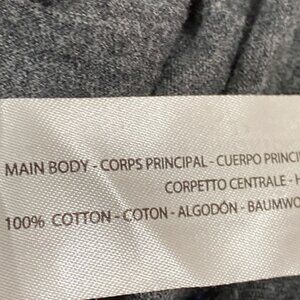 MAIN BODY - CORPS PRINCIPAL - CUERPO PRINCI
CORPETTO CENTRALE - H
100% COTTON - COTON - ALGODÓN - BAUMWO